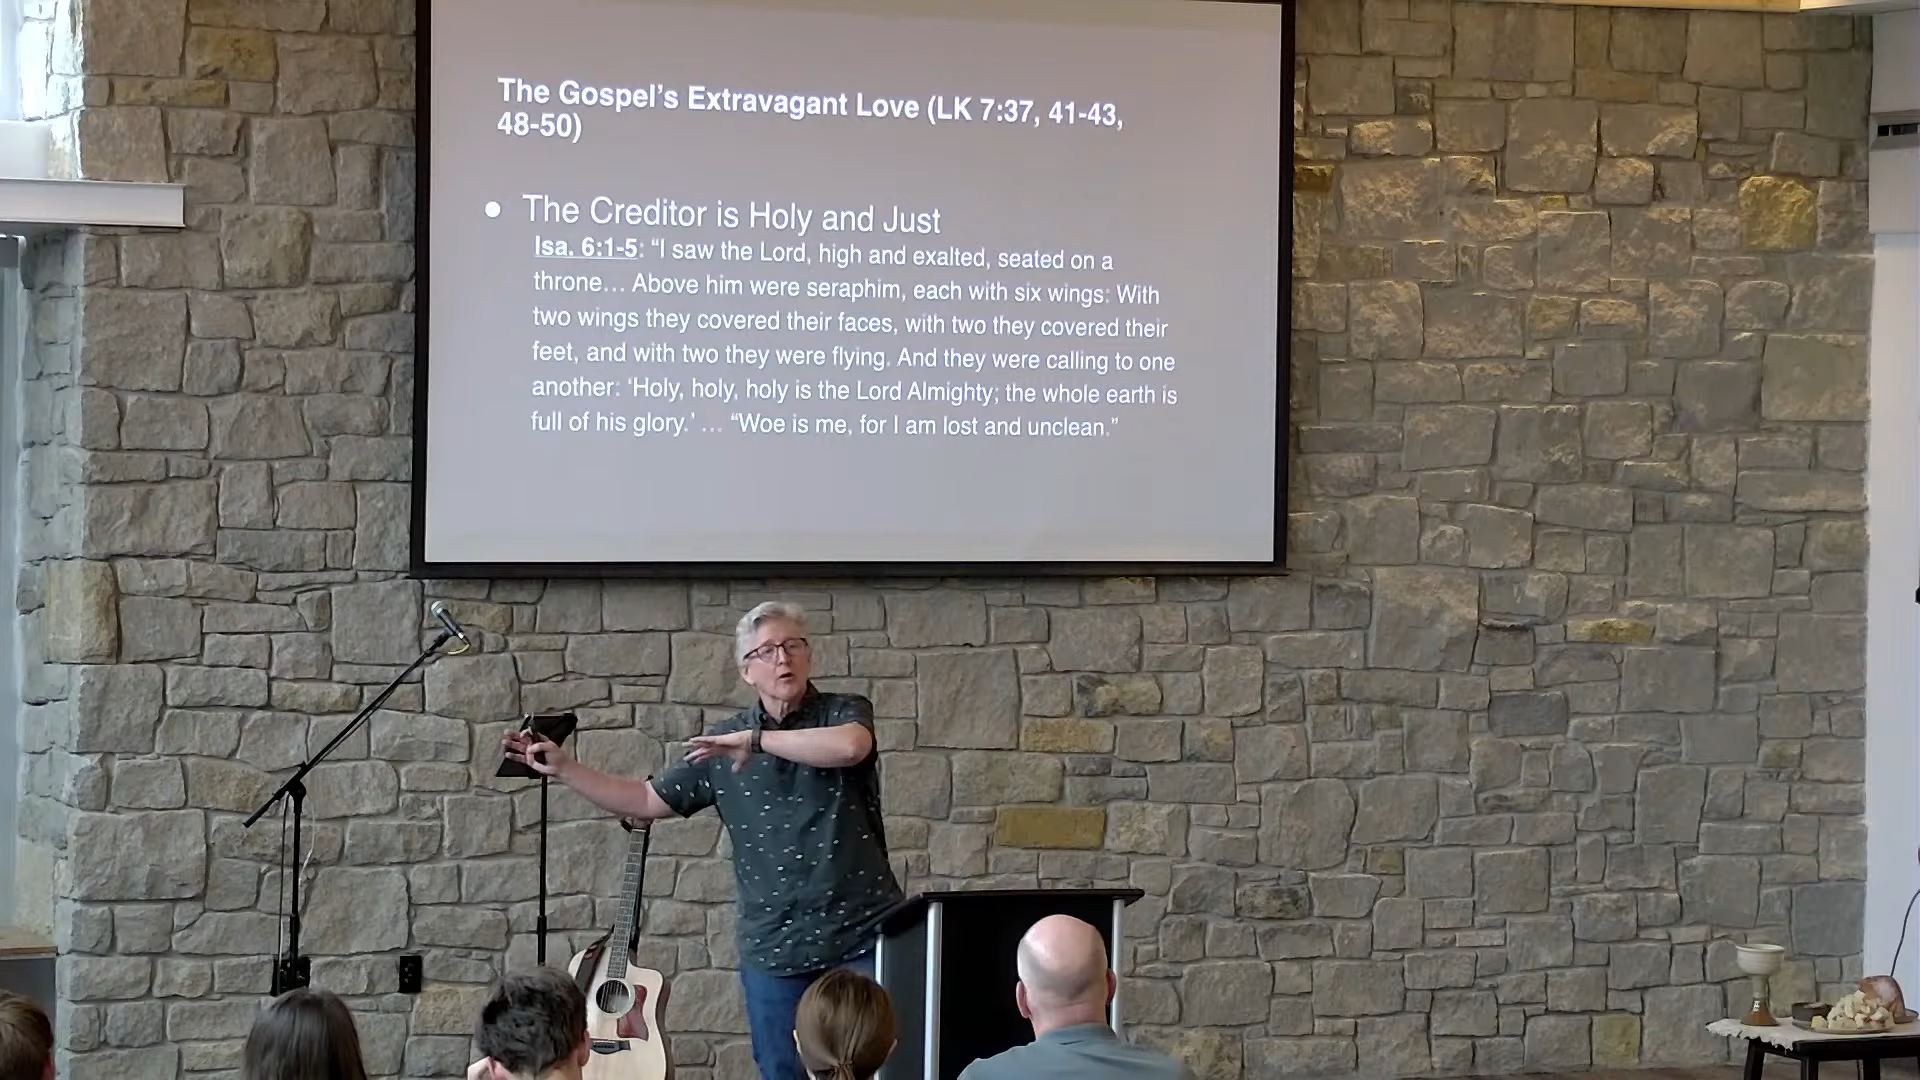 The Gospel’s Extravagant Love (LK 7:37, 41-43,
48-50)
● The Creditor is Holy and Just
Isa. 6:1-5: “I saw the Lord, high and exalted, seated on a
throne… Above him were seraphim, each with six wings: With
two wings they covered their faces, with two they covered their
feet, and with two they were flying. And they were calling to one
another: ‘Holy, holy, holy is the Lord Almighty; the whole earth is
full of his glory.’ … “Woe is me, for I am lost and unclean.”